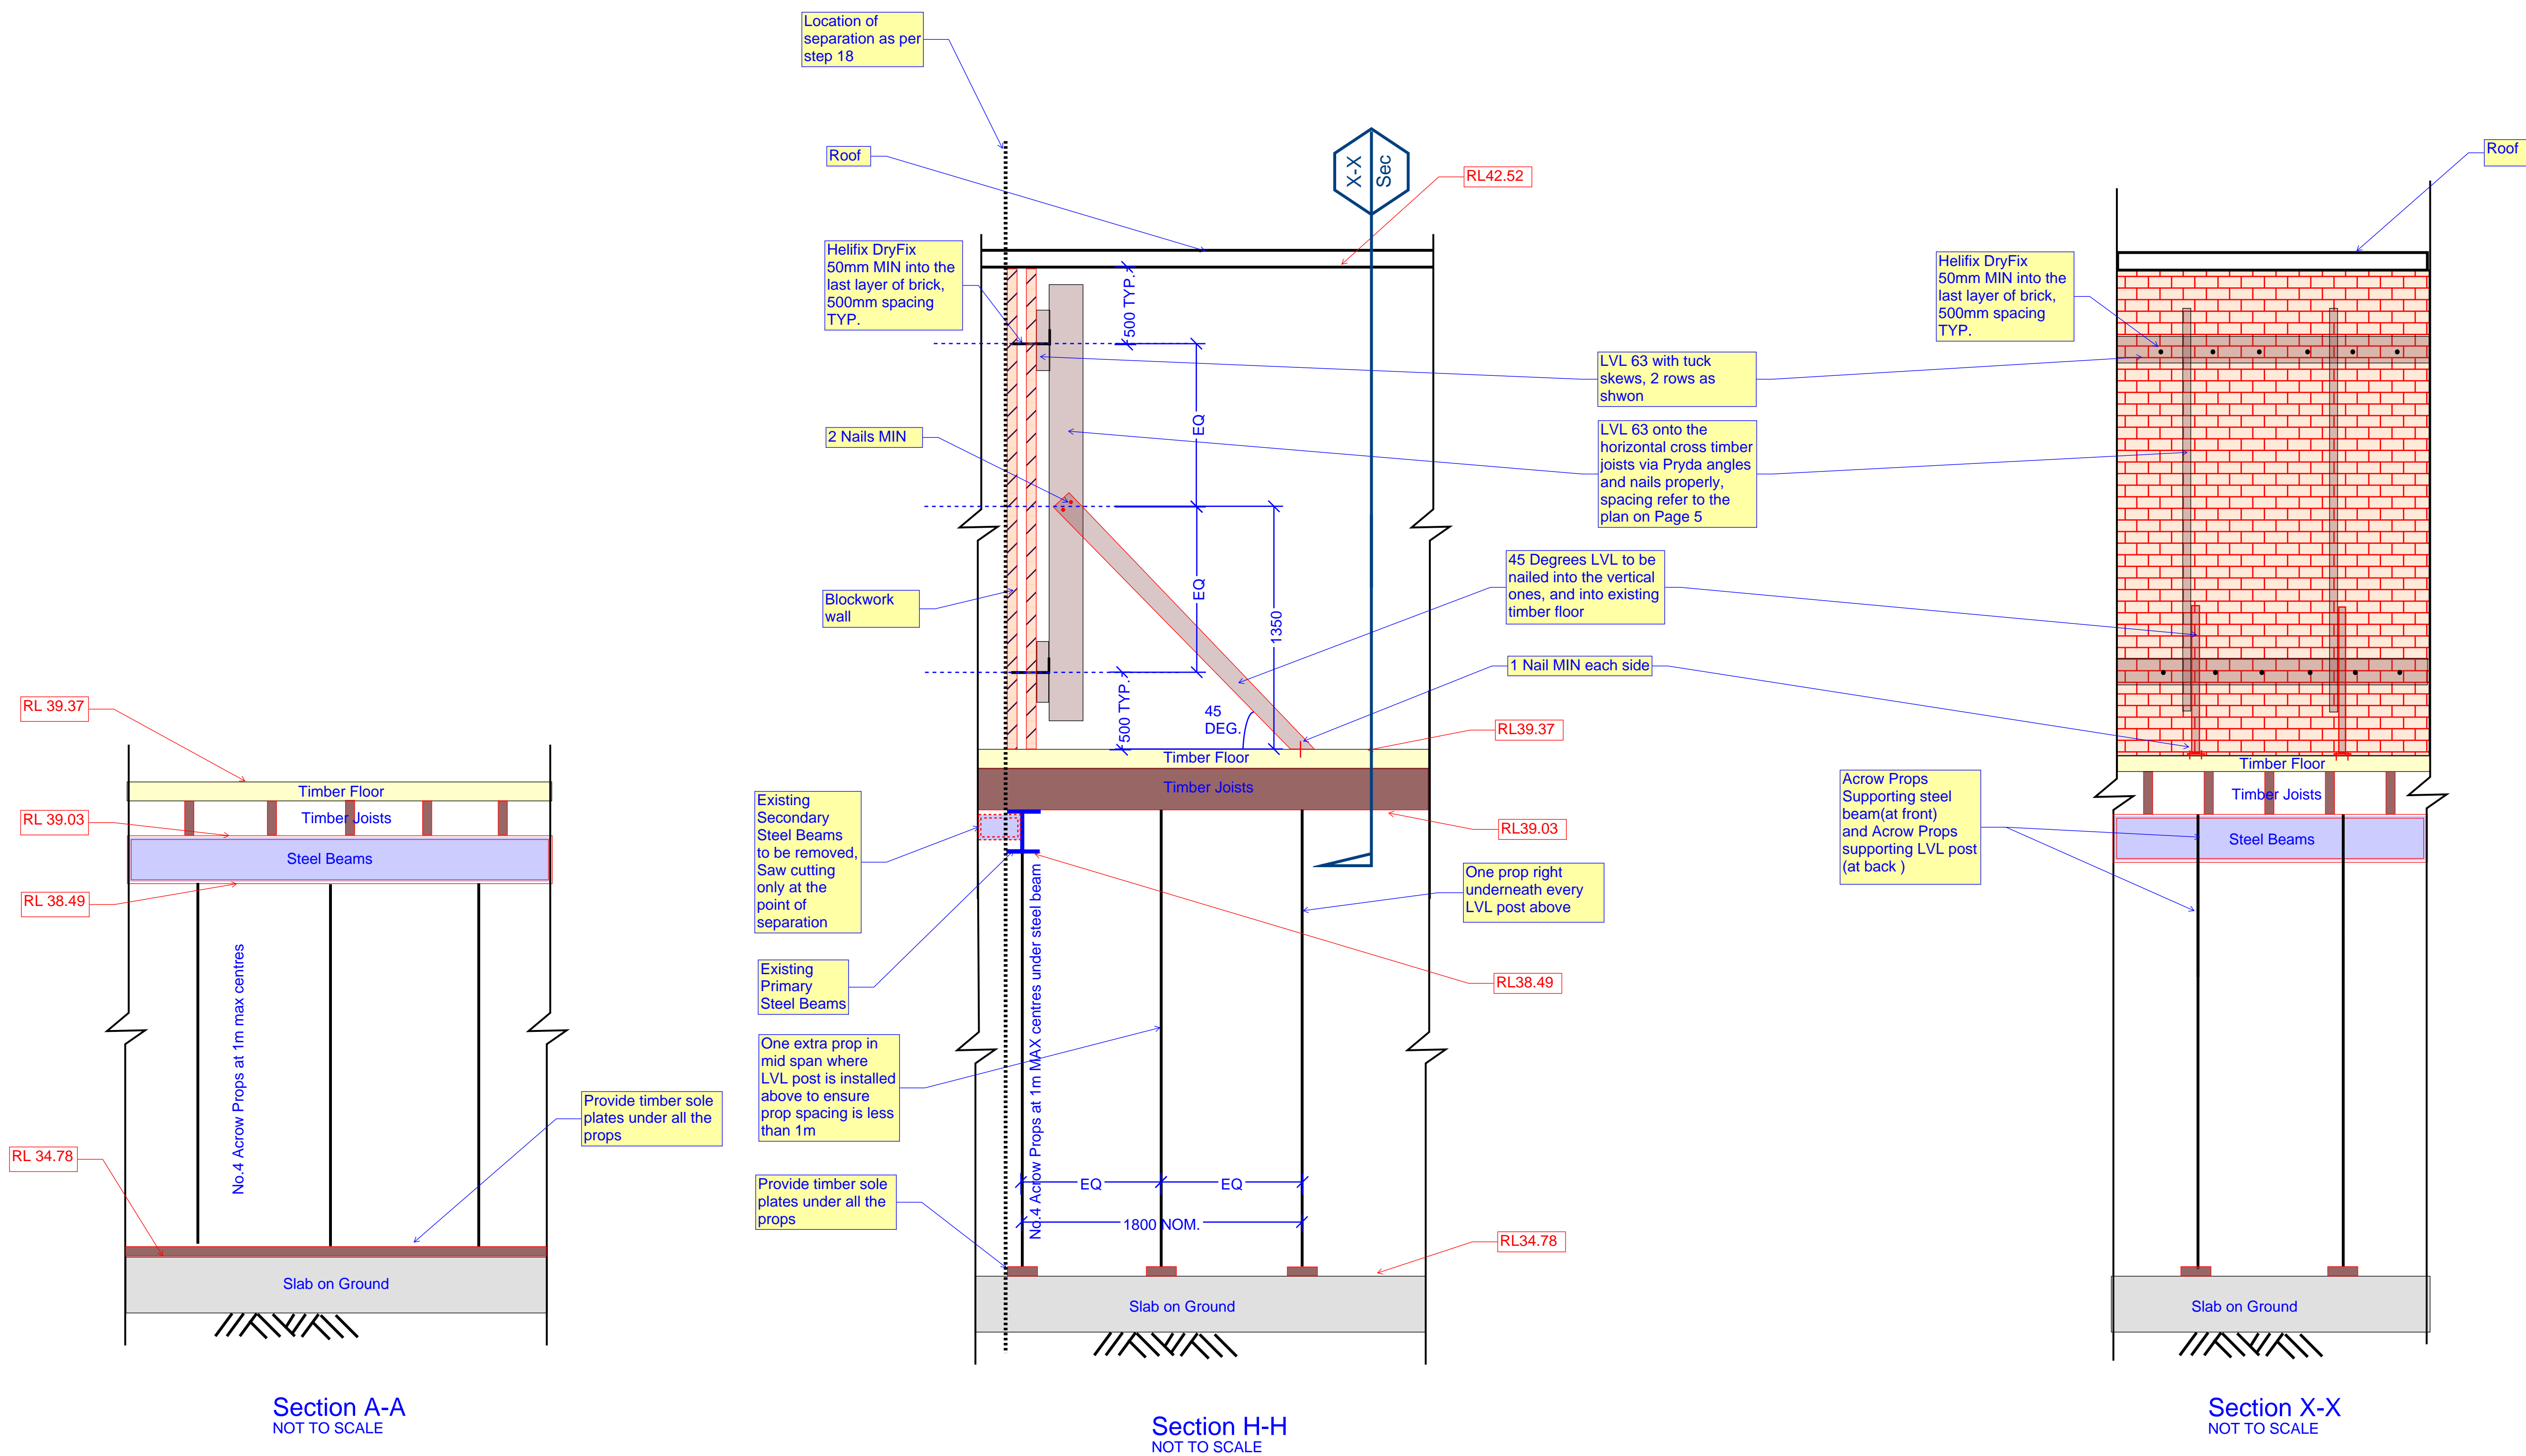 RL 39.37
RL 39.03
RL 38.49
RL 34.78
Timber Floor
Timber Joists
Steel Beams
No.4 Acrow Props at 1m max centres
Provide timber sole
plates under all the
props
Slab on Ground
Section A-A
NOT TO SCALE
Location of
separation as per
step 18
Roof
X-X
Sec
RL42.52
Helifix DryFix
50mm MIN into the
last layer of brick,
500mm spacing
TYP.
500 TYP.
LVL 63 with tuck
skews, 2 rows as
shwon
2 Nails MIN
EQ
LVL 63 onto the
horizontal cross timber
joists via Pryda angles
and nails properly,
spacing refer to the
plan on Page 5
Blockwork
wall
EQ
1350
45 Degrees LVL to be
nailed into the vertical
ones, and into existing
timber floor
1 Nail MIN each side
500 TYP.
45
DEG.
RL39.37
Timber Floor
Timber Joists
Existing
Secondary
Steel Beams
to be removed,
Saw cutting
only at the
point of
separation
RL39.03
One prop right
underneath every
LVL post above
Existing
Primary
Steel Beams
RL38.49
No.4 Acrow Props at 1m MAX centres under steel beam
One extra prop in
mid span where
LVL post is installed
above to ensure
prop spacing is less
than 1m
Provide timber sole
plates under all the
props
EQ
EQ
1800 NOM.
RL34.78
Slab on Ground
Section H-H
NOT TO SCALE
Roof
Helifix DryFix
50mm MIN into the
last layer of brick,
500mm spacing
TYP.
Timber Floor
Timber Joists
Steel Beams
Acrow Props
Supporting steel
beam(at front)
and Acrow Props
supporting LVL post
(at back )
Slab on Ground
Section X-X
NOT TO SCALE